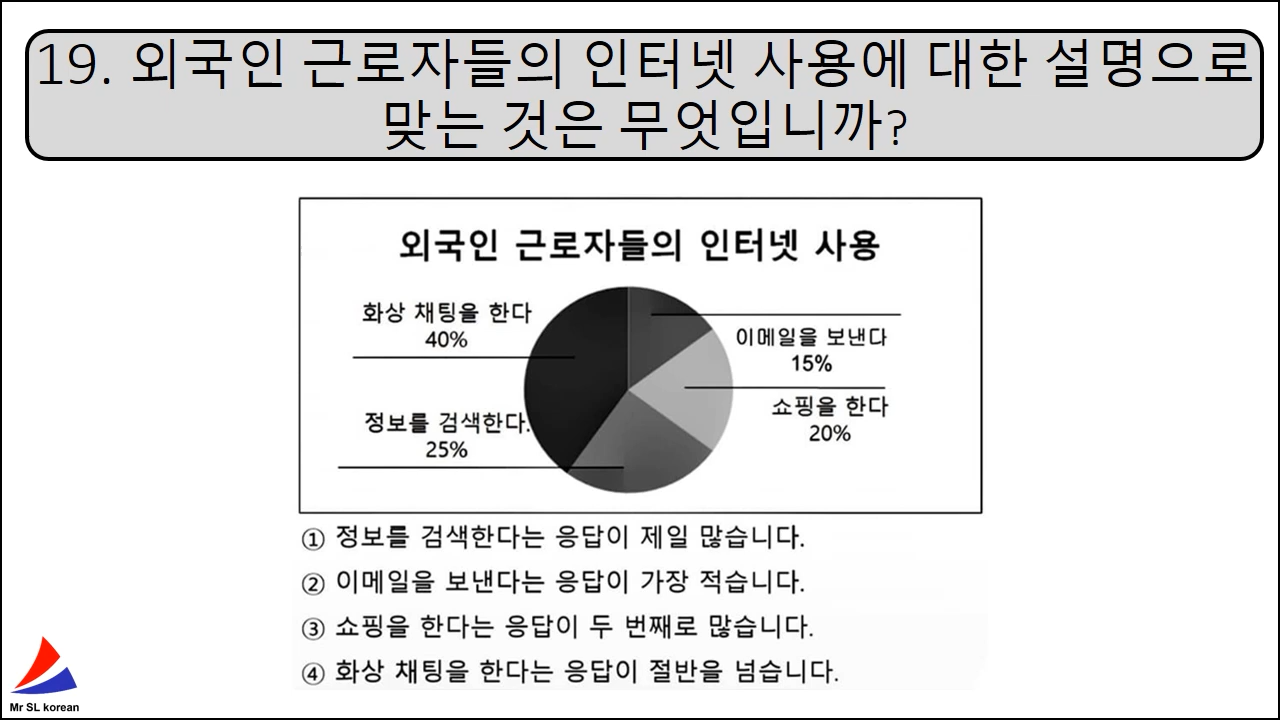 19. 외국인 근로자들의 인터넷 사용에 대한 설명으로
맞는 것은 무엇입니까?
외국인 근로자들의 인터넷 사용
화상 채팅을 한다
40%
이메일을 보낸다
15%
쇼핑을 한다
20%
정보를 검색한다.
25%
① 정보를 검색한다는 응답이 제일 많습니다.
② 이메일을 보낸다는 응답이 가장 적습니다.
③ 쇼핑을 한다는 응답이 두 번째로 많습니다.
④ 화상 채팅을 한다는 응답이 절반을 넘습니다.
Mr SL korean